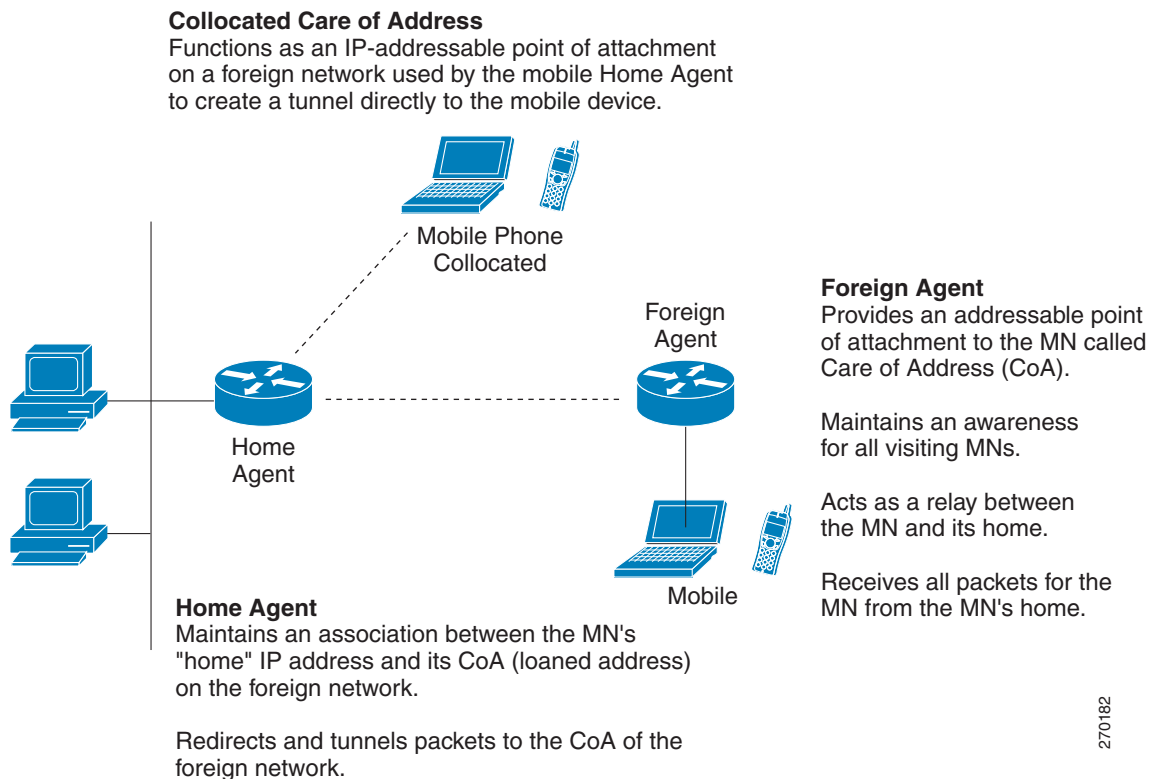 Collocated Care of Address
Functions as an IP-addressable point of attachment
on a foreign network used by the mobile Home Agent
to create a tunnel directly to the mobile device.
Mobile Phone
Collocated
Foreign
Agent
Home
Agent
Mobile
Foreign Agent
Provides an addressable point
of attachment to the MN called
Care of Address (CoA).
Maintains an awareness
for all visiting MNs.
Acts as a relay between
the MN and its home.
Receives all packets for the
MN from the MN's home.
Home Agent
Maintains an association between the MN's
"home" IP address and its CoA (loaned address)
on the foreign network.
Redirects and tunnels packets to the CoA of the
foreign network.
270182